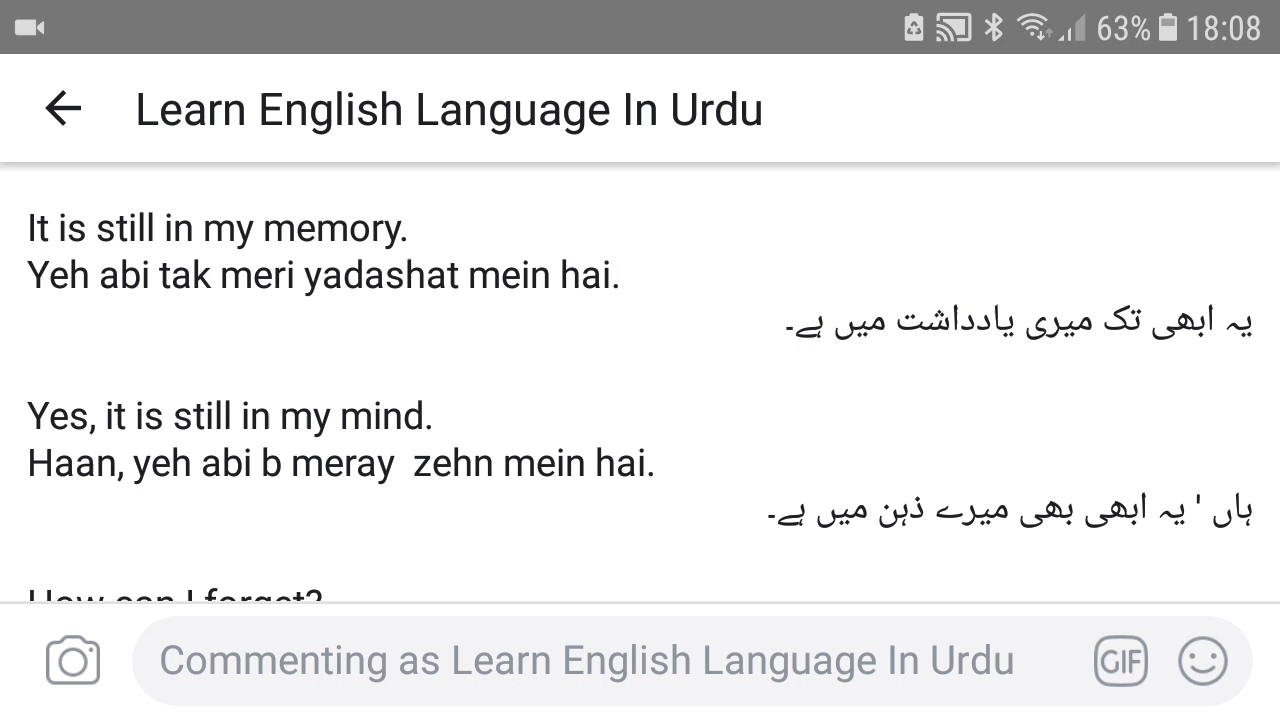 63% 18:08
Learn English Language In Urdu
It is still in my memory.
Yeh abi tak meri yadashat mein hai.
یہ ابھی تک میری یادداشت میں ہے۔
Yes, it is still in my mind.
Haan, yeh abi b meray  zehn mein hai.
ہاں ' یہ ابھی بھی میرے ذہن میں ہے۔
How can I forget?
Commenting as Learn English Language In Urdu
GIF